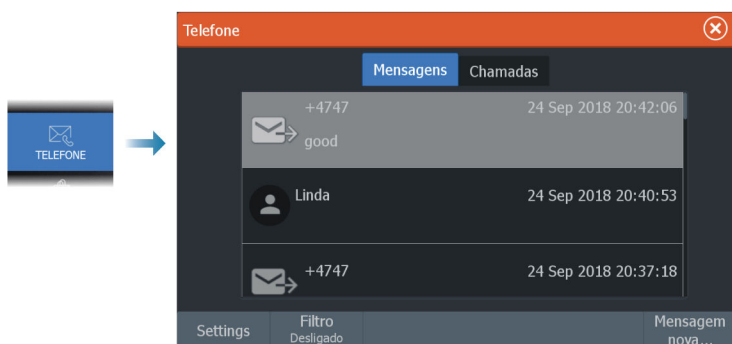 TELEFONE
Telefone
Mensagens Chamadas
+4747 24 Sep 2018 20:42:06
good
Linda 24 Sep 2018 20:40:53
+4747 24 Sep 2018 20:37:18
Settings
Filtro
Desligado
Mensagem
nova...